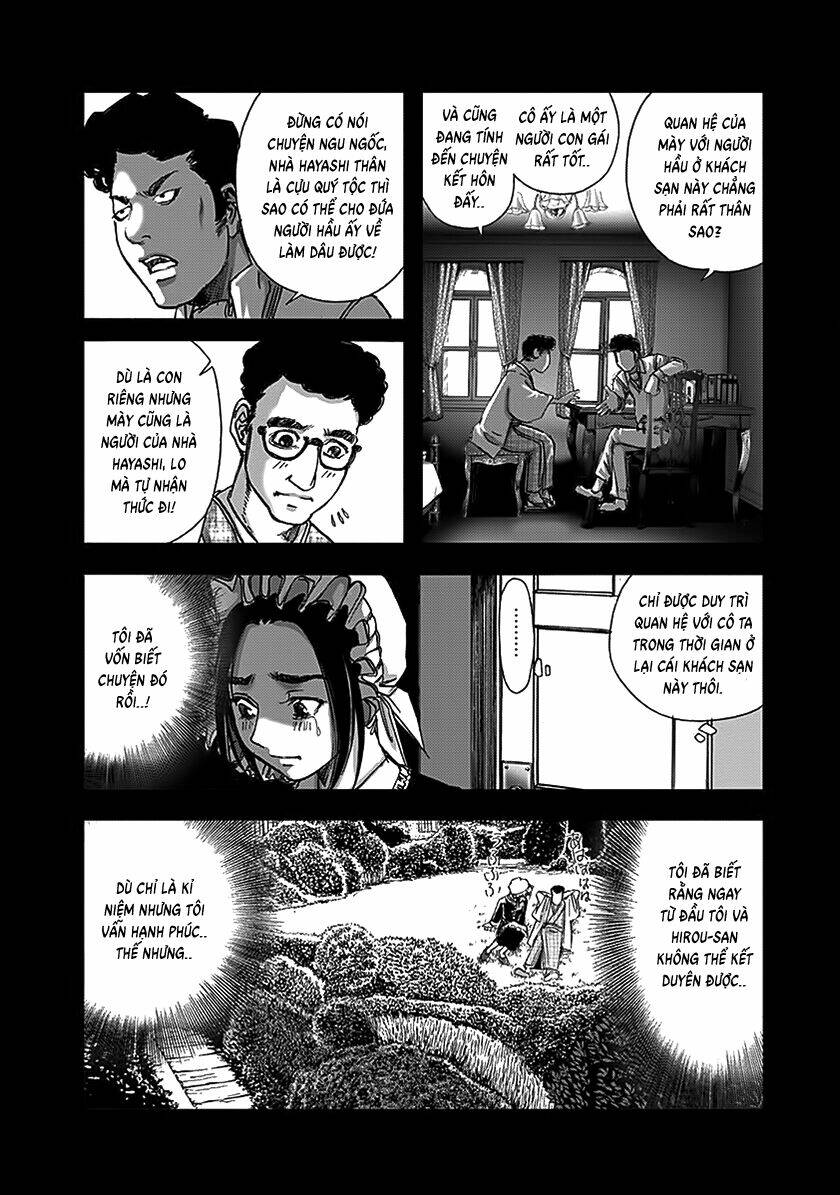 QUAN HỆ CỦA
MÀY VỚI NGƯỜI
HẦU Ở KHÁCH
SẠN NÀY CHẲNG
PHẢI RẤT THÂN
SAO?
CÔ ẤY LÀ MỘT
NGƯỜI CON GÁI
RẤT TỐT..
VÀ CŨNG
ĐANG TÍNH
ĐẾN CHUYỆN
KẾT HÔN
ĐẤY..
ĐỪNG CÓ NÓI
CHUYỆN NGU NGỐC,
NHÀ HAYASHI THÂN
LÀ CỰU QUÝ TỘC THÌ
SAO CÓ THỂ CHO ĐỨA
NGƯỜI HẦU ẤY VỀ
LÀM DÂU ĐƯỢC!
DÙ LÀ CON
RIÊNG NHƯNG
MÀY CŨNG LÀ
NGƯỜI CỦA NHÀ
HAYASHI, LO
MÀ TỰ NHẬN
THỨC ĐI!
CHỈ ĐƯỢC DUY TRÌ
QUAN HỆ VỚI CÔ TA
TRONG THỜI GIAN Ở
LẠI CÁI KHÁCH SẠN
NÀY THÔI.
.........
TÔI ĐÃ
VỐN BIẾT
CHUYỆN ĐÓ
RỒI..!
TÔI ĐÃ BIẾT
RẰNG NGAY
TỪ ĐẦU TÔI VÀ
HIROU-SAN
KHÔNG THỂ KẾT
DUYÊN ĐƯỢC..
DÙ CHỈ LÀ KỈ
NIỆM NHƯNG TÔI
VẪN HẠNH PHÚC..
THẾ NHƯNG..